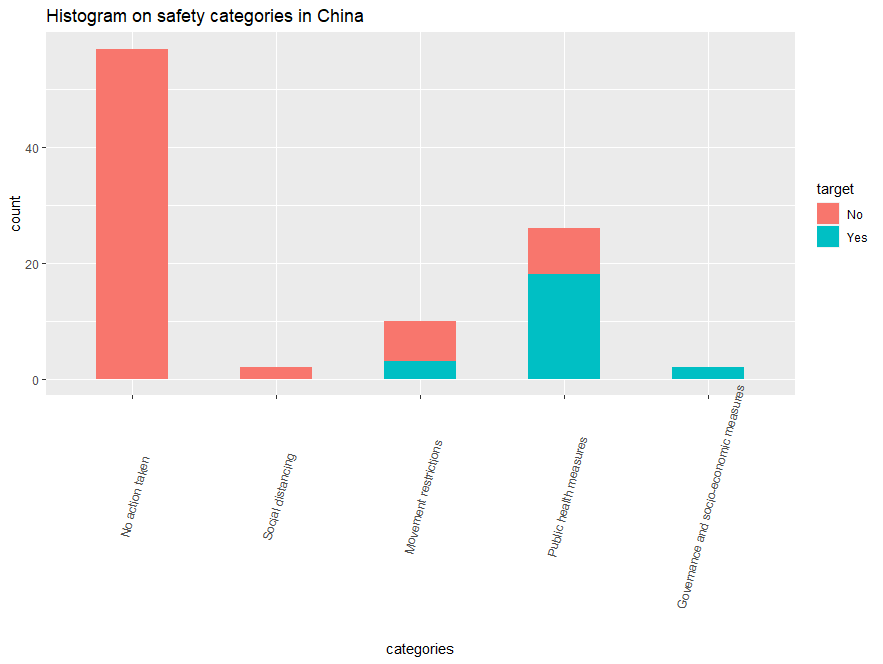 Histogram on safety categories in China
count
40
20
0
No action taken
Social distancing
Movement restrictions
Public health measures
Governance and socio-economic measures
categories
target
No
Yes